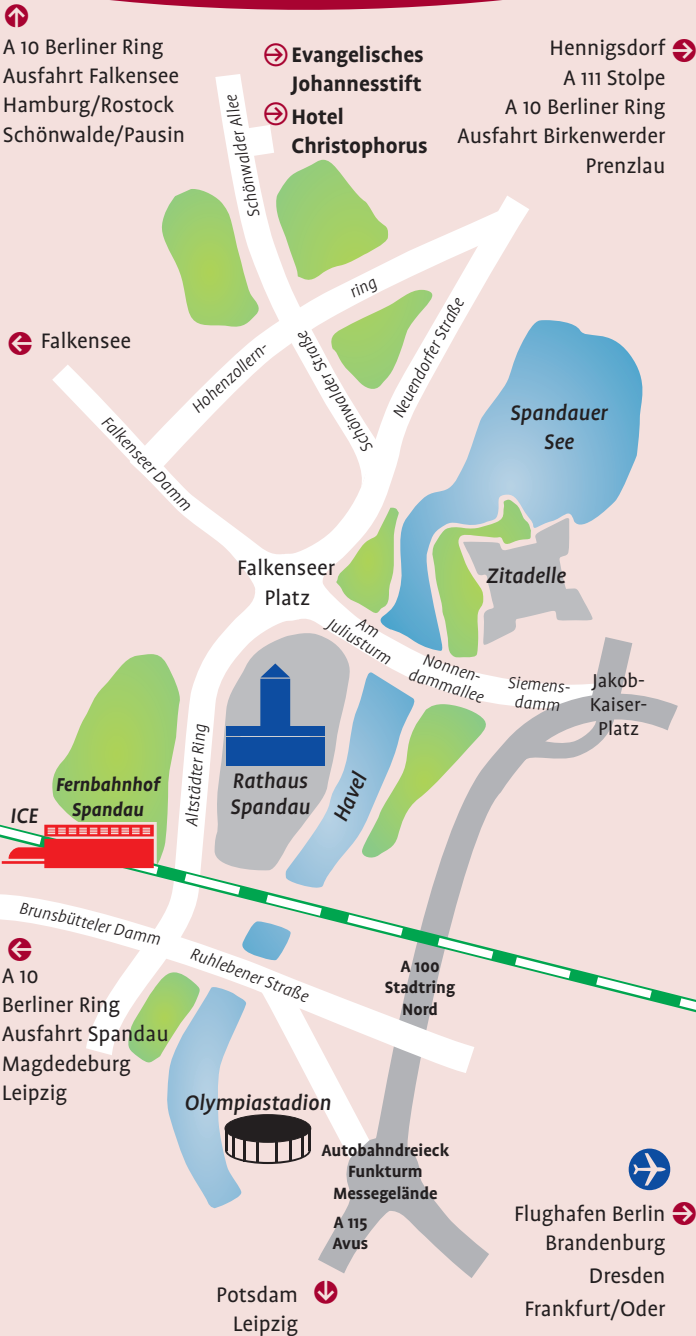 A 10 Berliner Ring
Ausfahrt Falkensee
Hamburg/Rostock
Schönwalde/Pausin
Evangelisches
Johannesstift
Hotel
Christophorus
Hennigsdorf
A 111 Stolpe
A 10 Berliner Ring
Ausfahrt Birkenwerder
Prenzlau
Schönwalder Allee
ring
Hohenzollern-
Schönwalder Straße
Neuendorfer Straße
Falkensee
Falkenseer Damm
Spandauer
See
Zitadelle
Falkenseer
Platz
Am
Juliusturm
Nonnen-
dammallee
Siemens-
damm
Jakob-
Kaiser-
Platz
Altstädter Ring
Rathaus
Spandau
Havel
Fernbahnhof
Spandau
ICE
Brunsbütteler Damm
Ruhlebener Straße
A 100
Stadtring
Nord
A 10
Berliner Ring
Ausfahrt Spandau
Magdedeburg
Leipzig
Olympiastadion
Autobahndreieck
Funkturm
Messegelände
A 115
Avus
Potsdam
Leipzig
Flughafen Berlin
Brandenburg
Dresden
Frankfurt/Oder